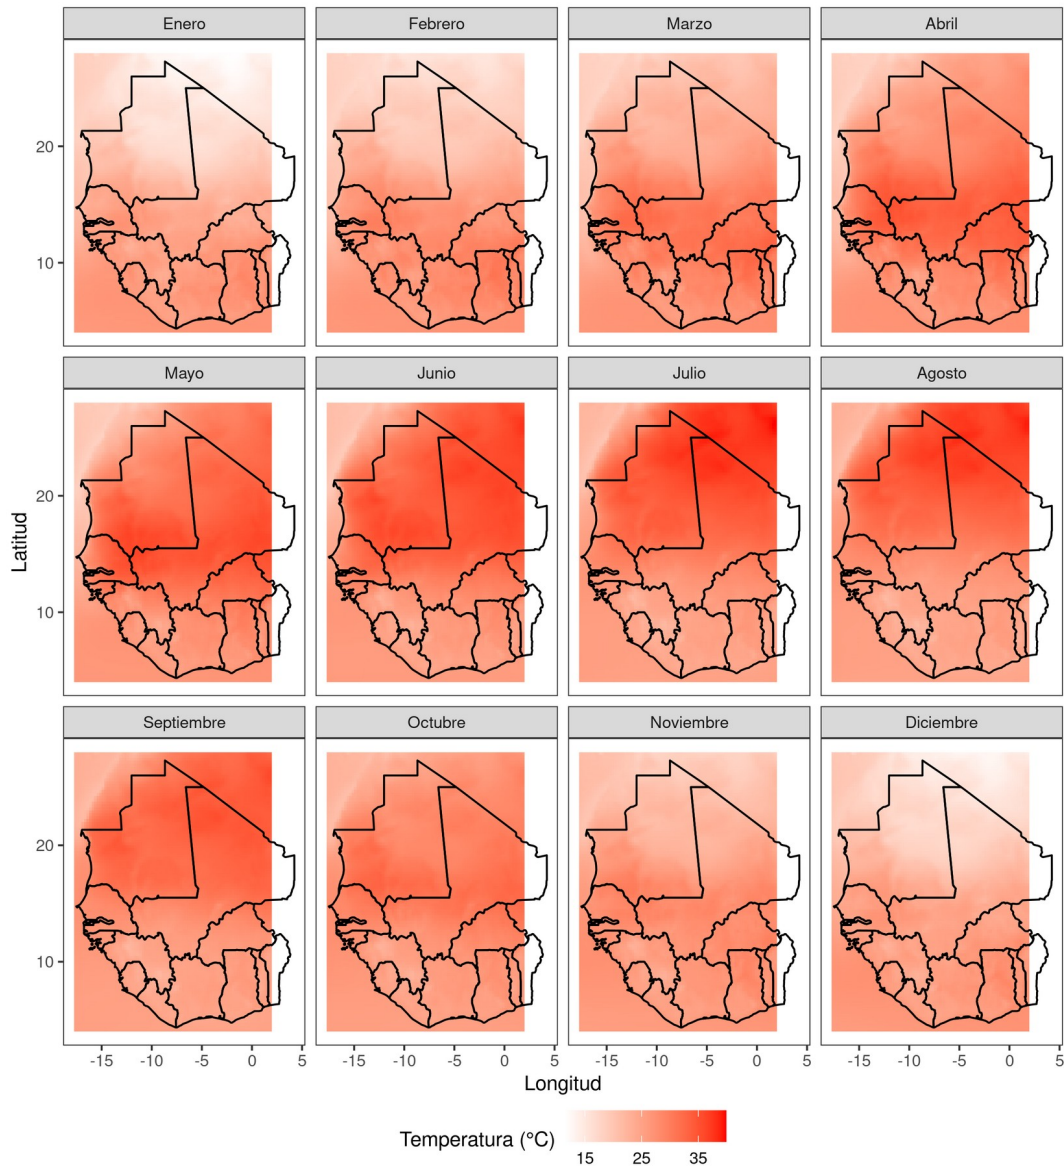 Enero Febrero Marzo Abril
20
10
Mayo Junio Julio Agosto
20
10
Latitud
Septiembre Octubre Noviembre Diciembre
20
10
-15 -10 -5 0 5 -15 -10 -5 0 5 -15 -10 -5 0 5 -15 -10 -5 0 5
Longitud
Temperatura (°C)
15 25 35